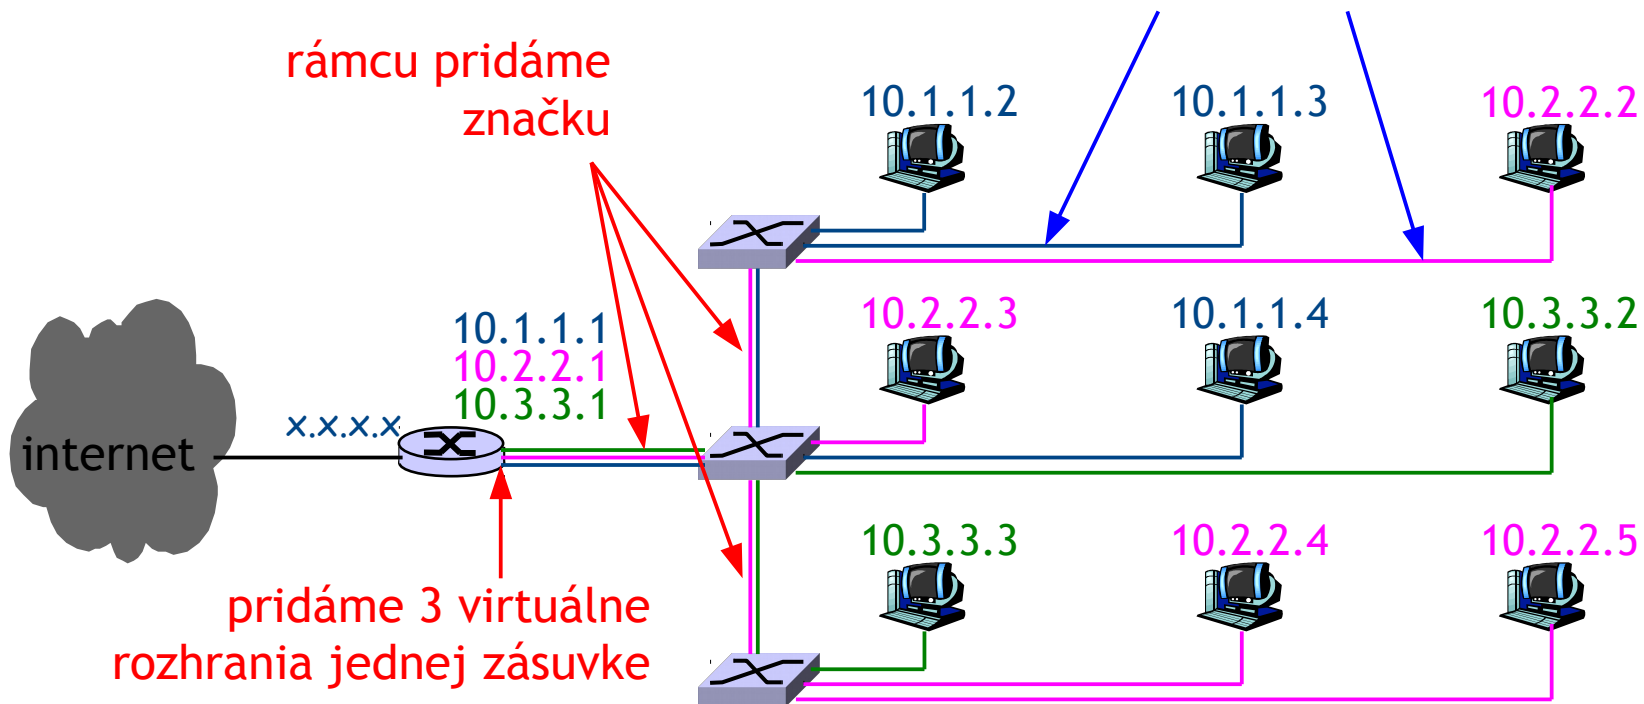 rámcu pridáme
značku
10.1.1.2
10.1.1.3
10.2.2.2
10.2.2.3
10.1.1.4
10.3.3.2
10.1.1.1
10.2.2.1
10.3.3.1
x.x.x.x
internet
10.3.3.3
10.2.2.4
10.2.2.5
pridáme 3 virtuálne
rozhrania jednej zásuvke